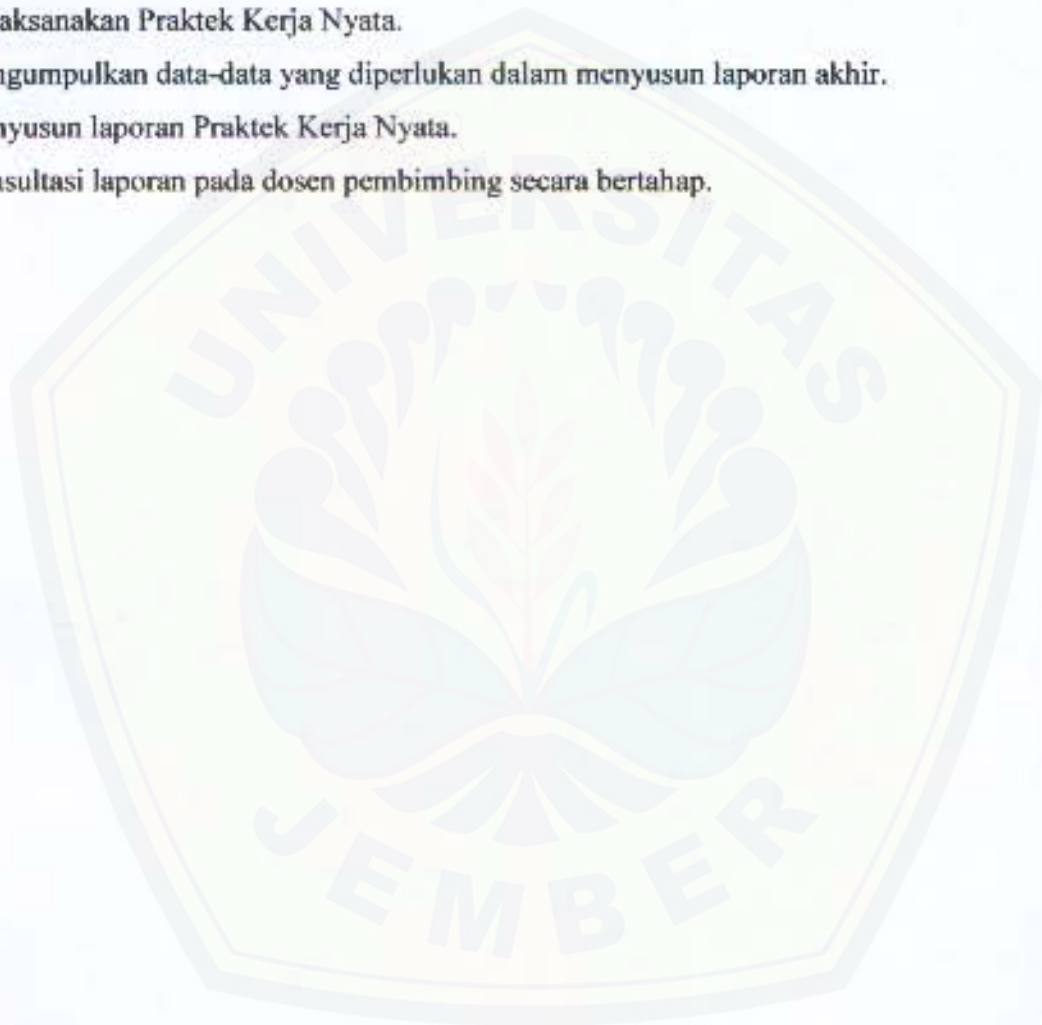 aksanakan Praktek Kerja Nyata.
ngumpulkan data-data yang diperlukan dalam menyusun laporan akhir.
nyusun laporan Praktek Kerja Nyata.
nsultasi laporan pada dosen pembimbing secara bertahap.
UNIVERSITAS
JEMBER